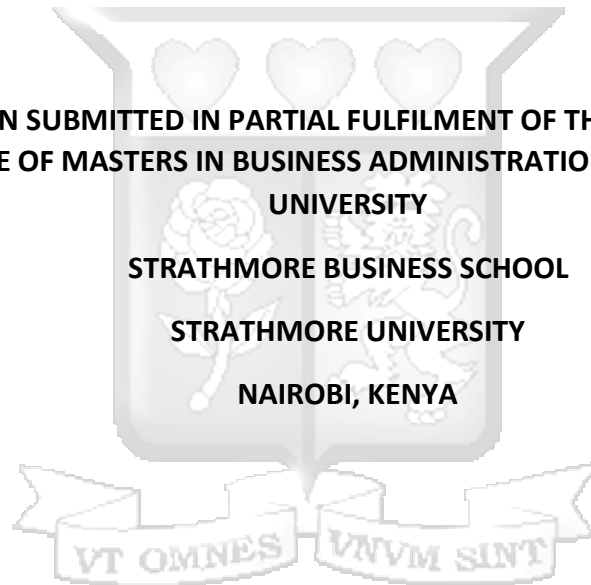 N SUBMITTED IN PARTIAL FULFILMENT OF TH
E OF MASTERS IN BUSINESS ADMINISTRATIO
UNIVERSITY
STRATHMORE BUSINESS SCHOOL
STRATHMORE UNIVERSITY
NAIROBI, KENYA
VT OMNES VNVM SINT